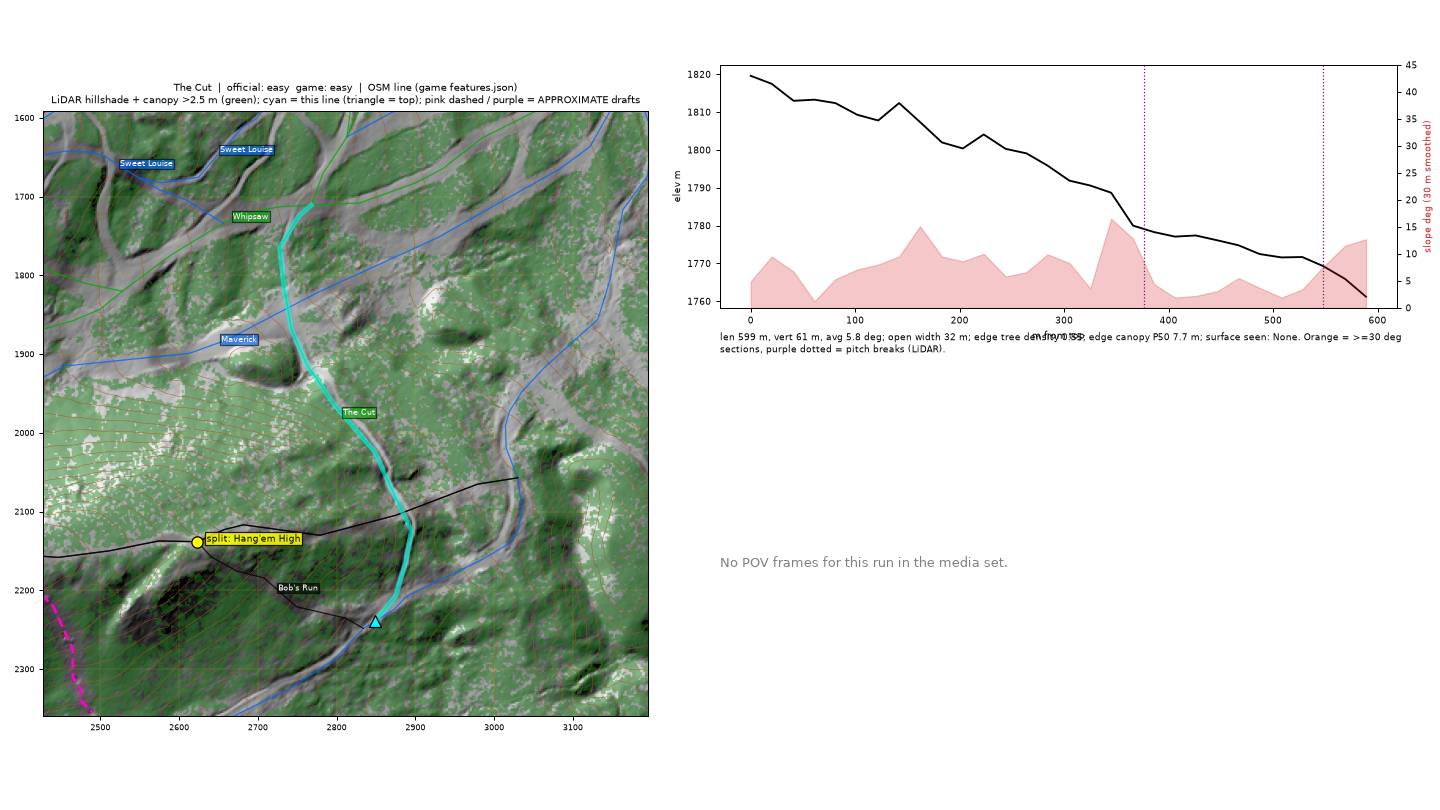 The Cut | official: easy game: easy | OSM line (game features.json)
LiDAR hillshade + canopy >2.5 m (green); cyan = this line (triangle = top); pink dashed / purple = APPROXIMATE drafts
1600
1700
1800
1900
2000
2100
2200
2300
2500
2600
2700
2800
2900
3000
3100
Sweet Louise
Sweet Louise
Whipsaw
Maverick
The Cut
split: Hang'em High
Bob's Run
elev m
1820
1810
1800
1790
1780
1770
1760
0
100
200
300
400
500
600
45
40
35
30
25
20
15
10
5
0
slope deg (30 m smoothed)
len 599 m, vert 61 m, avg 5.8 deg; open width 32 m; edge tree density 0.59; edge canopy P50 7.7 m; surface seen: None. Orange = >=30 deg
sections, purple dotted = pitch breaks (LiDAR).
No POV frames for this run in the media set.